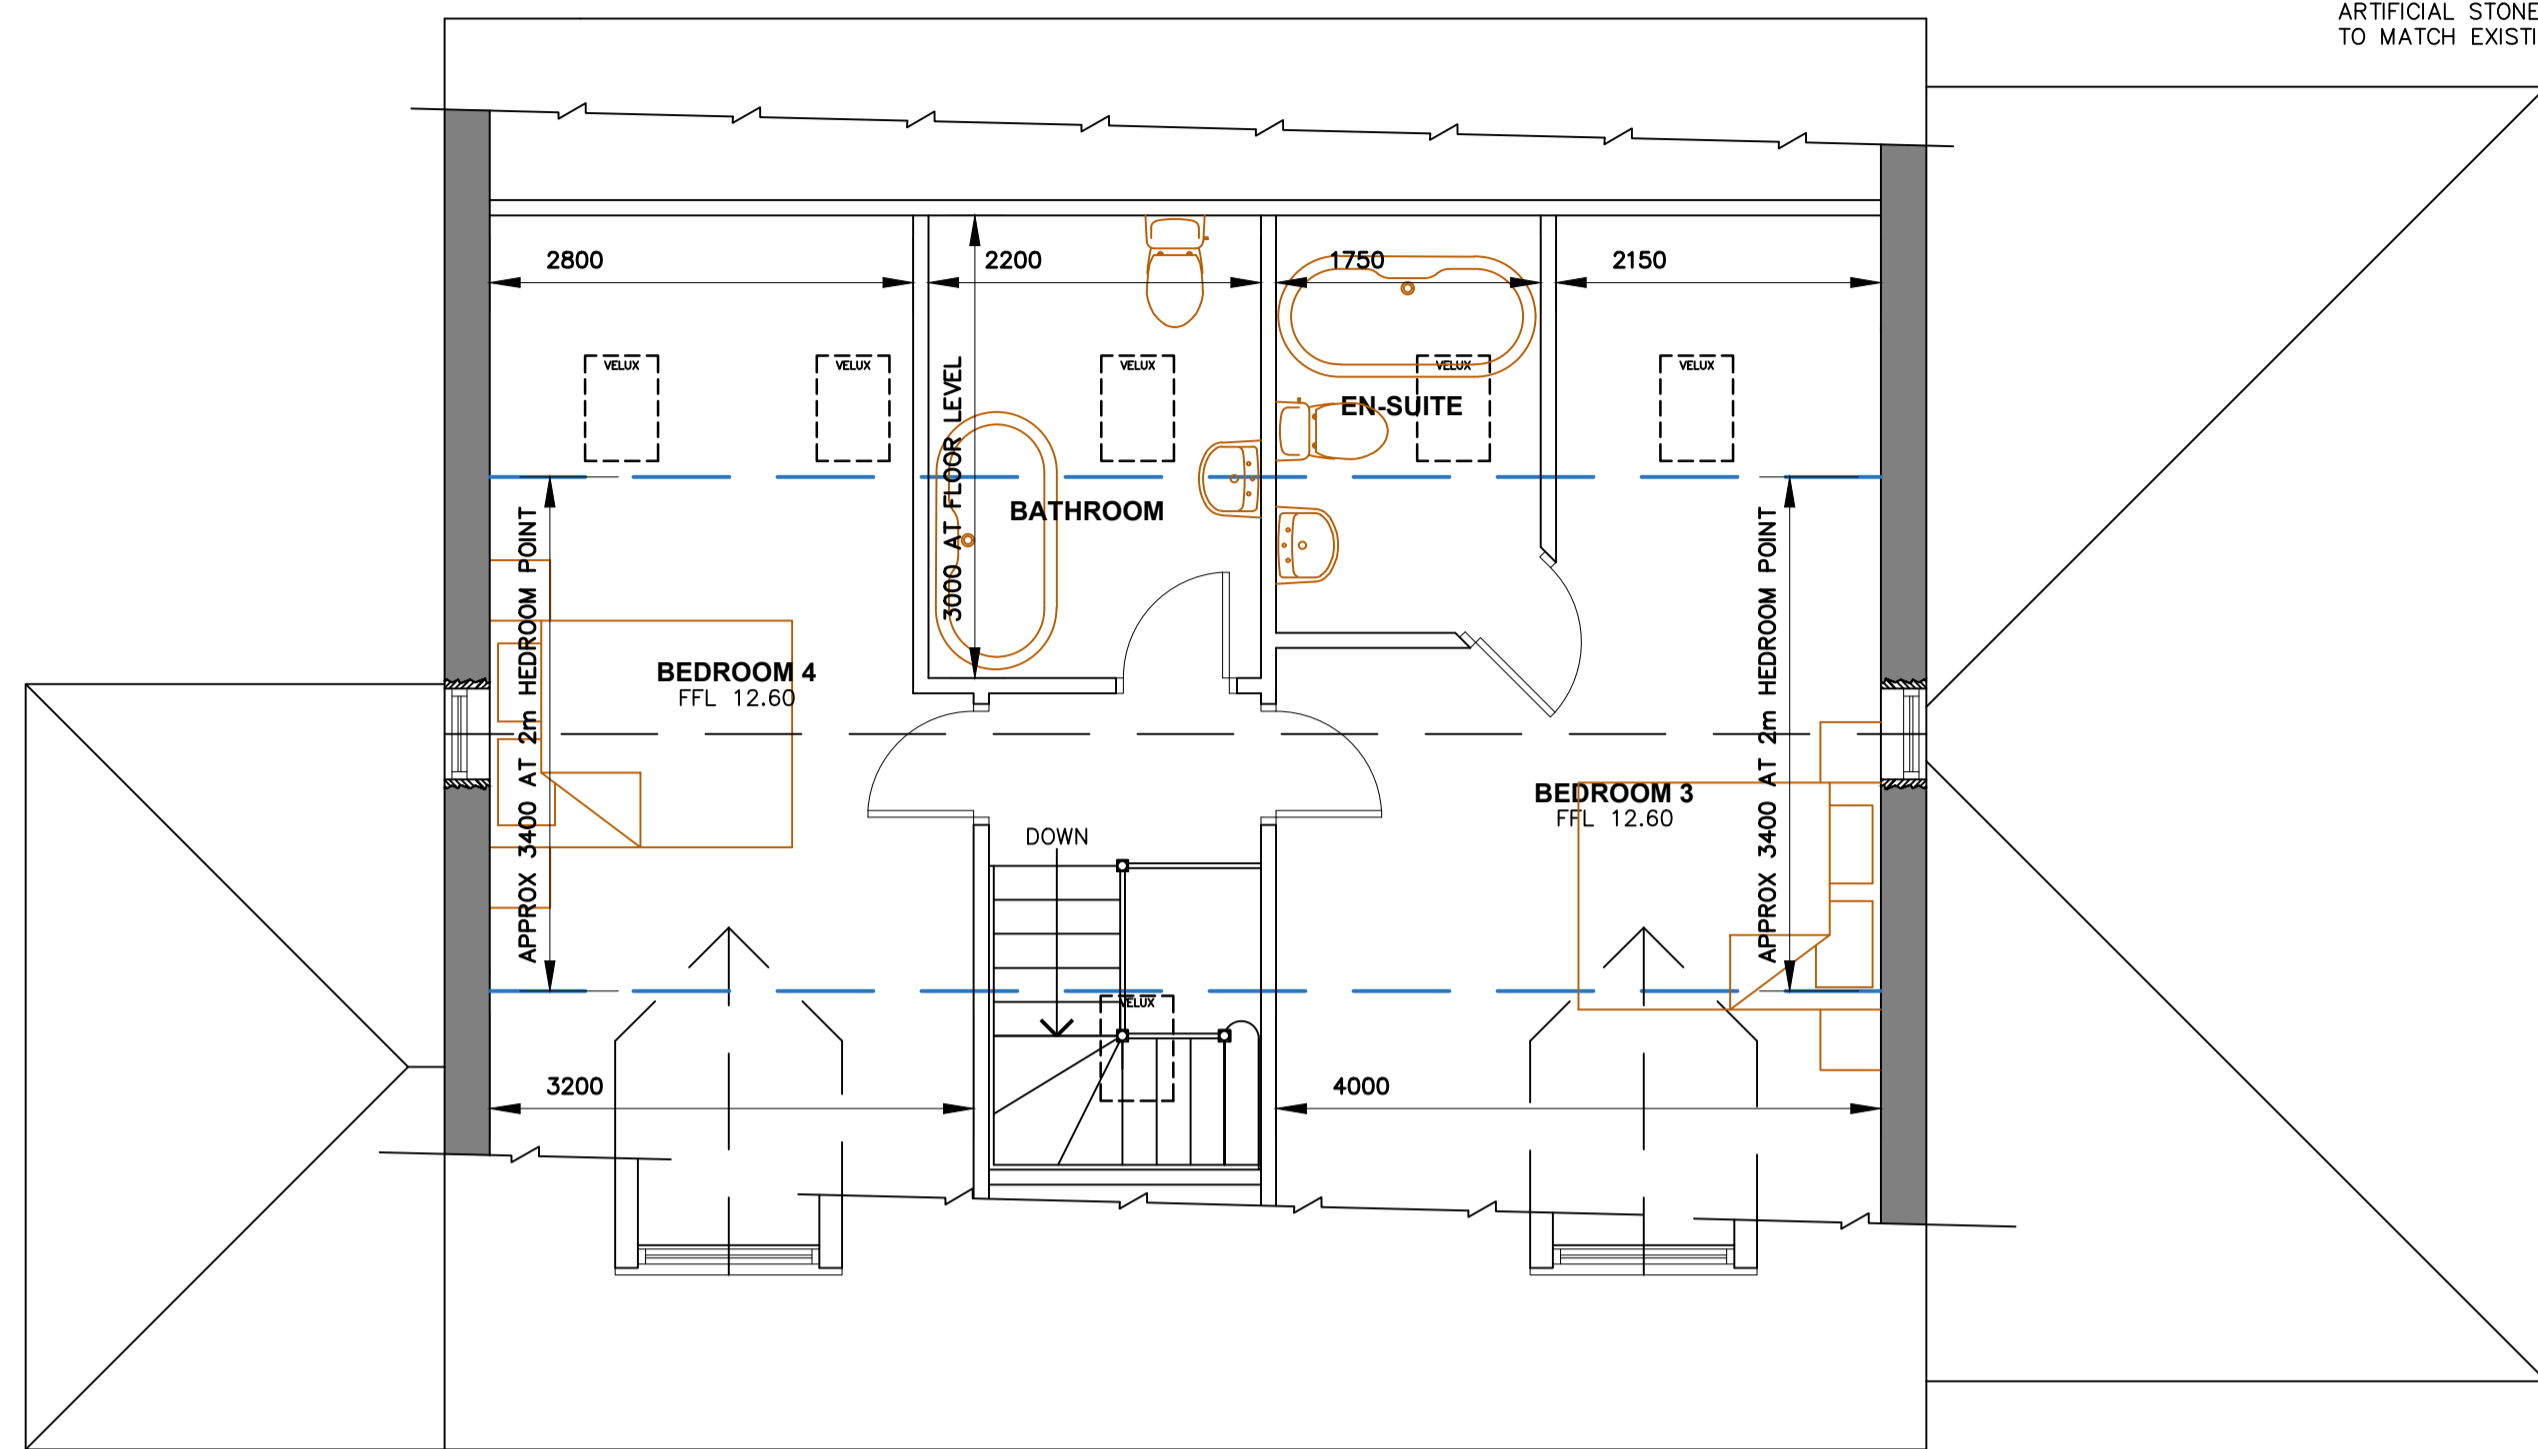 ARTIFICIAL STONE
TO MATCH EXISTI
2800
2200
1750
2150
VELUX
VELUX
VELUX
VELUX
VELUX
EN-SUITE
3000 AT FLOOR LEVEL
BATHROOM
APPROX 3400 AT 2m HEDROOM POINT
BEDROOM 4
FFL 12.60
APPROX 3400 AT 2m HEDROOM POINT
BEDROOM 3
FFL 12.60
DOWN
VELUX
3200
4000